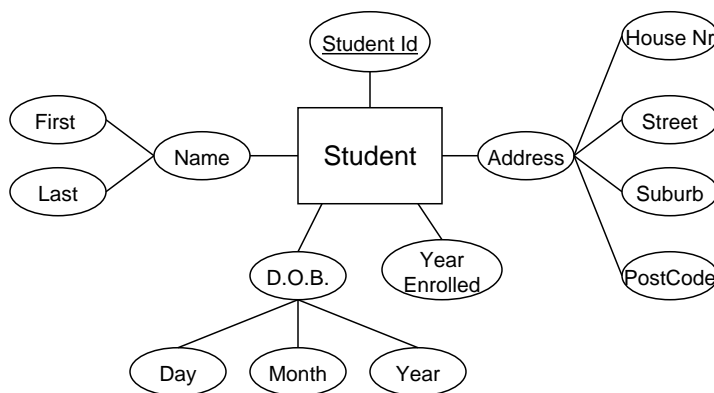 Student Id
House Nr
First
Street
Name
Student
Address
Last
Suburb
D.O.B.
Year
Enrolled
PostCode
Day
Month
Year